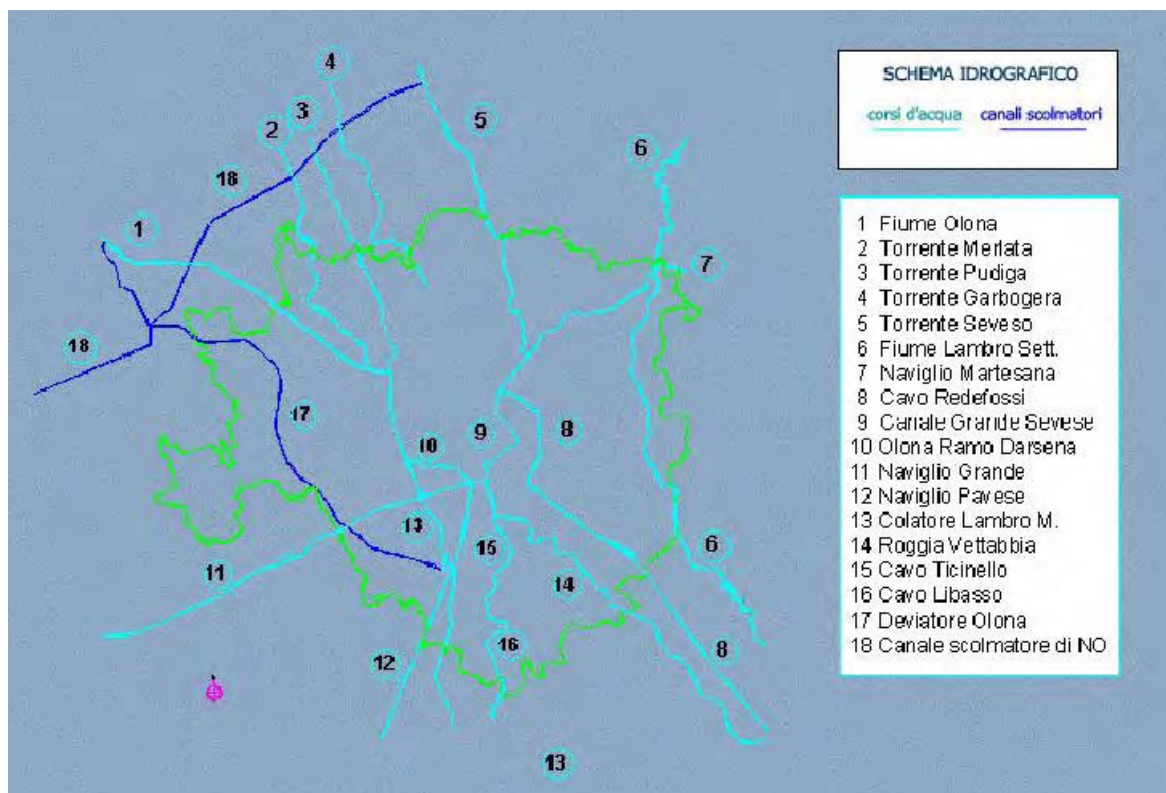 4
3
2
5
6
18
1
7
18
17
9
8
10
13
15
11
14
6
16
12
8
13
SCHEMA IDROGRAFICO
corsi d'acqua canali scolmatori
1 Fiume Olona
2 Torrente Merlata
3 Torrente Pudiga
4 Torrente Garbogera
5 Torrente Seveso
6 Fiume Lambro Sett.
7 Naviglio Martesana
8 Cavo Redefossi
9 Canale Grande Sevese
10 Olona Ramo Darsena
11 Naviglio Grande
12 Naviglio Pavese
13 Colatore Lambro M.
14 Roggia Vettabbia
15 Cavo Ticinello
16 Cavo Libasso
17 Deviatore Olona
18 Canale scolmatore di NO